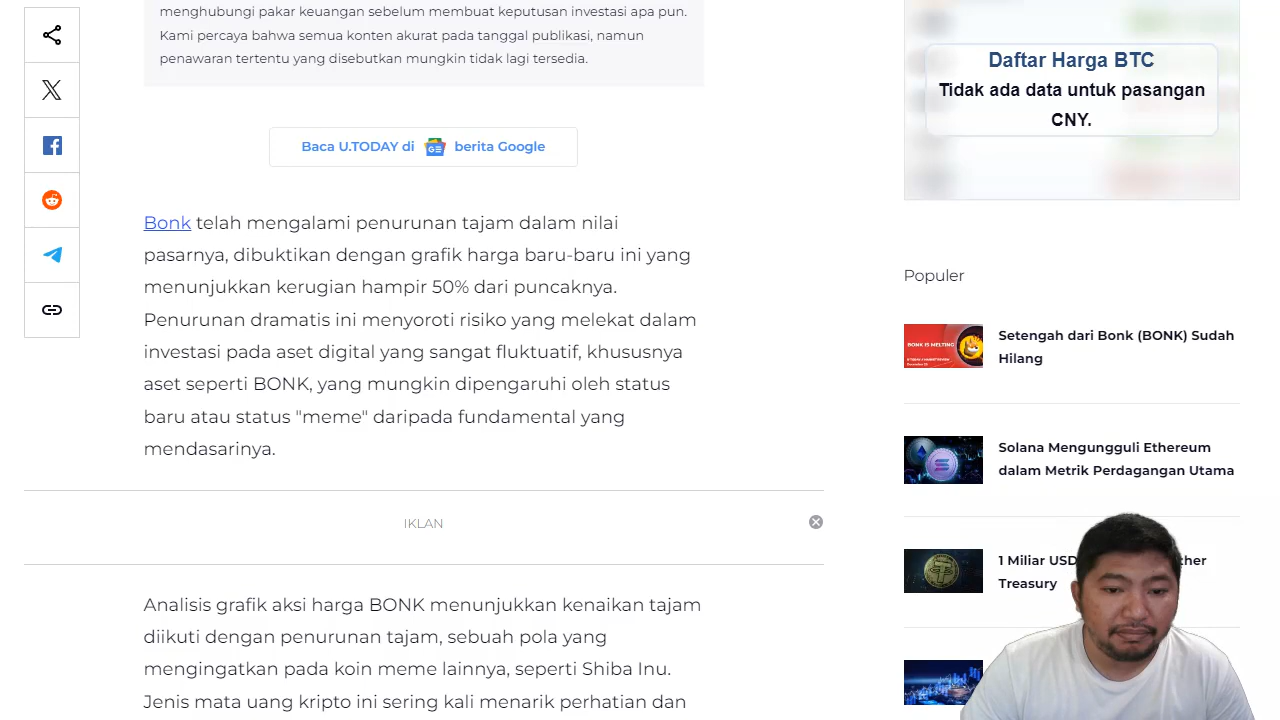 menghubungi pakar keuangan sebelum membuat keputusan investasi apa pun.
Kami percaya bahwa semua konten akurat pada tanggal publikasi, namun
penawaran tertentu yang disebutkan mungkin tidak lagi tersedia.
Baca U.TODAY di GE berita Google
Bonk telah mengalami penurunan tajam dalam nilai
pasarnya, dibuktikan dengan grafik harga baru-baru ini yang
menunjukkan kerugian hampir 50% dari puncaknya.
Penurunan dramatis ini menyoroti risiko yang melekat dalam
investasi pada aset digital yang sangat fluktuatif, khususnya
aset seperti BONK, yang mungkin dipengaruhi oleh status
baru atau status "meme" daripada fundamental yang
mendasarinya.
IKLAN
Analisis grafik aksi harga BONK menunjukkan kenaikan tajam
diikuti dengan penurunan tajam, sebuah pola yang
mengingatkan pada koin meme lainnya, seperti Shiba Inu.
Jenis mata uang kripto ini sering kali menarik perhatian dan
Daftar Harga BTC
Tidak ada data untuk pasangan
CNY.
Populer
BONK IS MELTING
Setengah dari Bonk (BONK) Sudah
Hilang
Solana Mengungguli Ethereum
dalam Metrik Perdagangan Utama
1 Miliar USD
Treasury